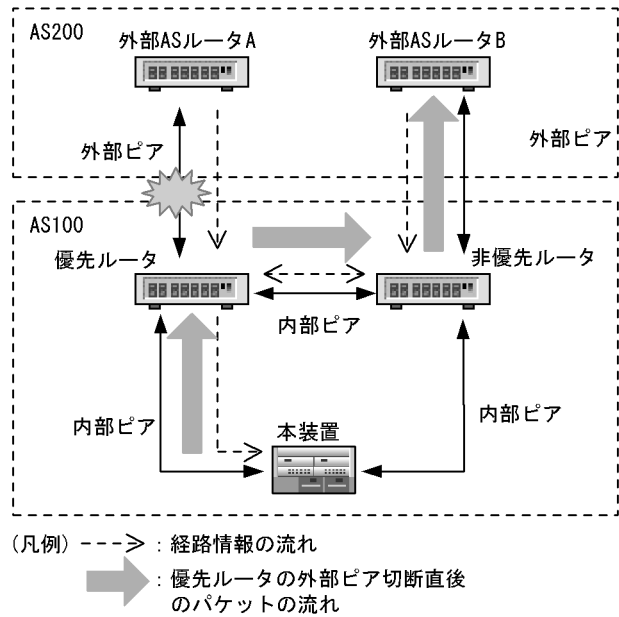 AS200
外部ASルータA
外部ASルータB
外部ピア
外部ピア
AS100
優先ルータ
非優先ルータ
内部ピア
内部ピア
内部ピア
本装置
(凡例)
:経路情報の流れ
:優先ルータの外部ピア切断直後
のパケットの流れ